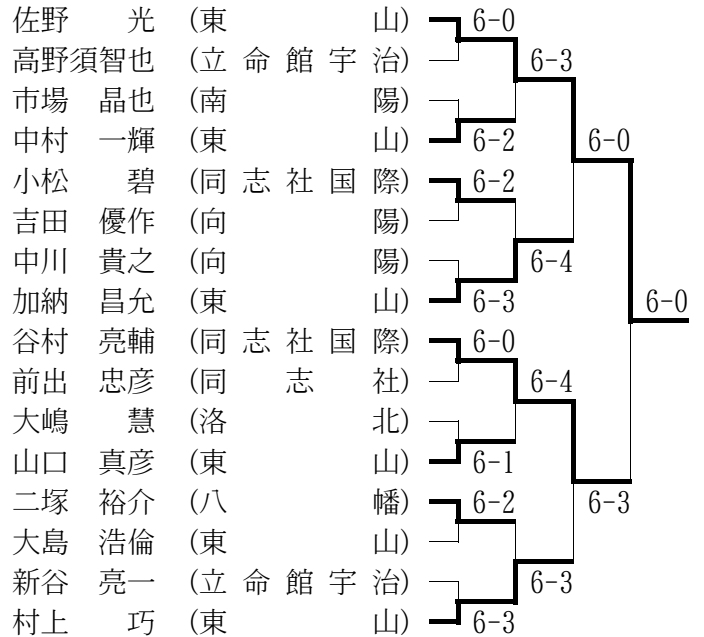 佐野 光 (東 山) 6-0
高野須智也 (立 命 館 宇 治) 6-3
市場 晶也 (南 陽)
中村 一輝 (東 山) 6-2 6-0
小松 碧 (同 志 社 国 際) 6-2
吉田 優作 (向 陽)
中川 貴之 (向 陽) 6-4
加納 昌允 (東 山) 6-3 6-0
谷村 亮輔 (同 志 社 国 際) 6-0
前出 忠彦 (同 志 社) 6-4
大嶋 慧 (洛 北)
山口 真彦 (東 山) 6-1
二塚 裕介 (八 幡) 6-2 6-3
大島 浩倫 (東 山)
新谷 亮一 (立 命 館 宇 治) 6-3
村上 巧 (東 山) 6-3